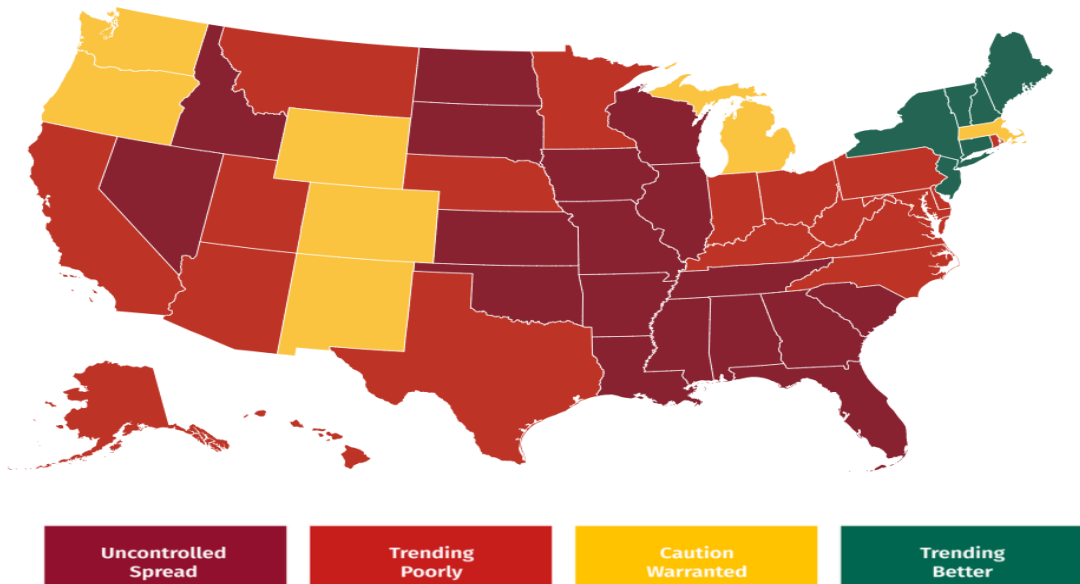 Uncontrolled
Spread
Trending
Poorly
Caution
Warranted
Trending
Better